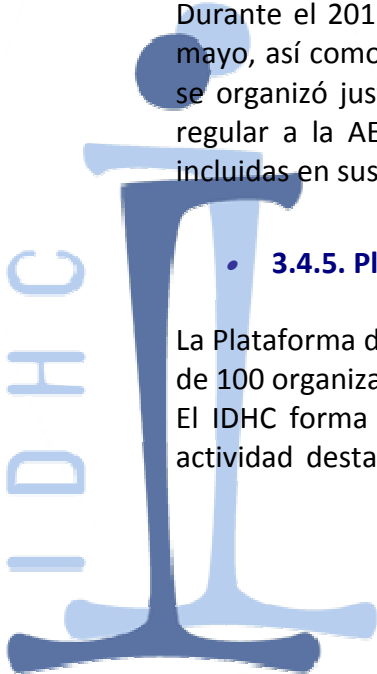 Durante el 201
mayo, así como
se organizó jus
regular a la AE
incluidas en sus
• 3.4.5. Pl
La Plataforma d
de 100 organiza
El IDHC forma
actividad desta
IDHC